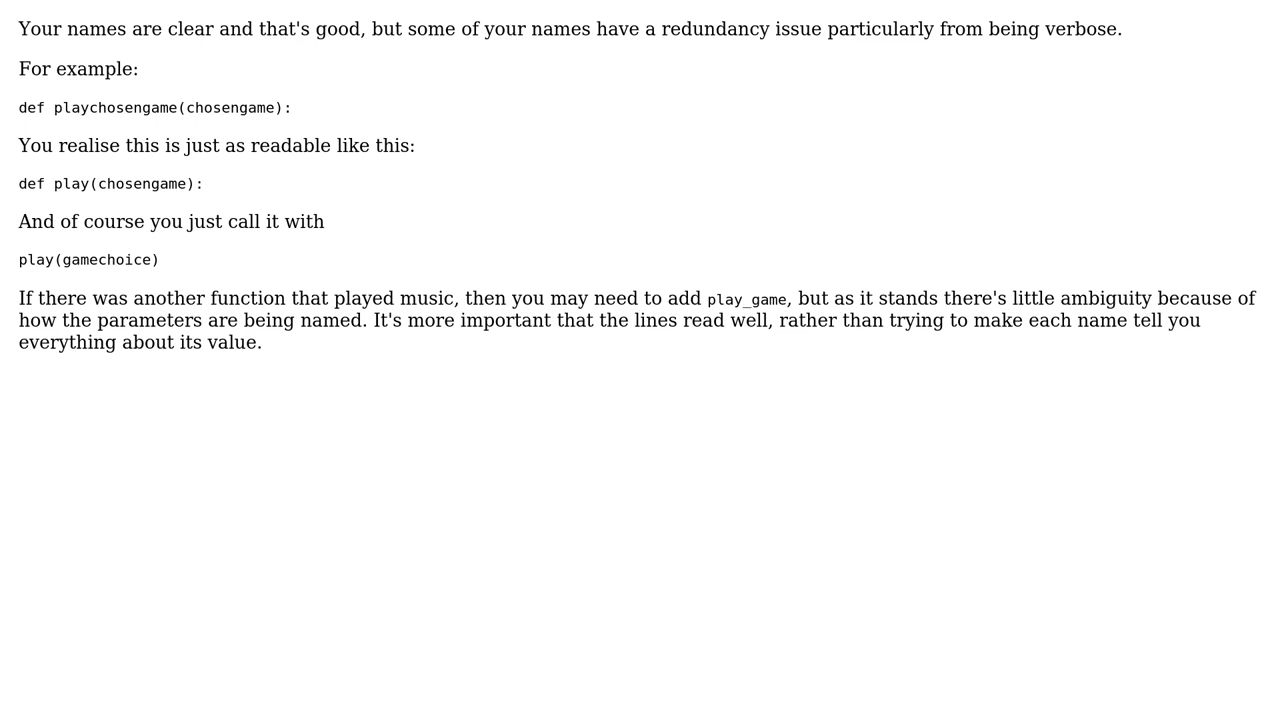 Your names are clear and that's good, but some of your names have a redundancy issue particularly from being verbose.
For example:
def playchosengame(chosengame):
You realise this is just as readable like this:
def play(chosengame):
And of course you just call it with
play(gamechoice)
If there was another function that played music, then you may need to add play_game, but as it stands there's little ambiguity because of
how the parameters are being named. It's more important that the lines read well, rather than trying to make each name tell you
everything about its value.